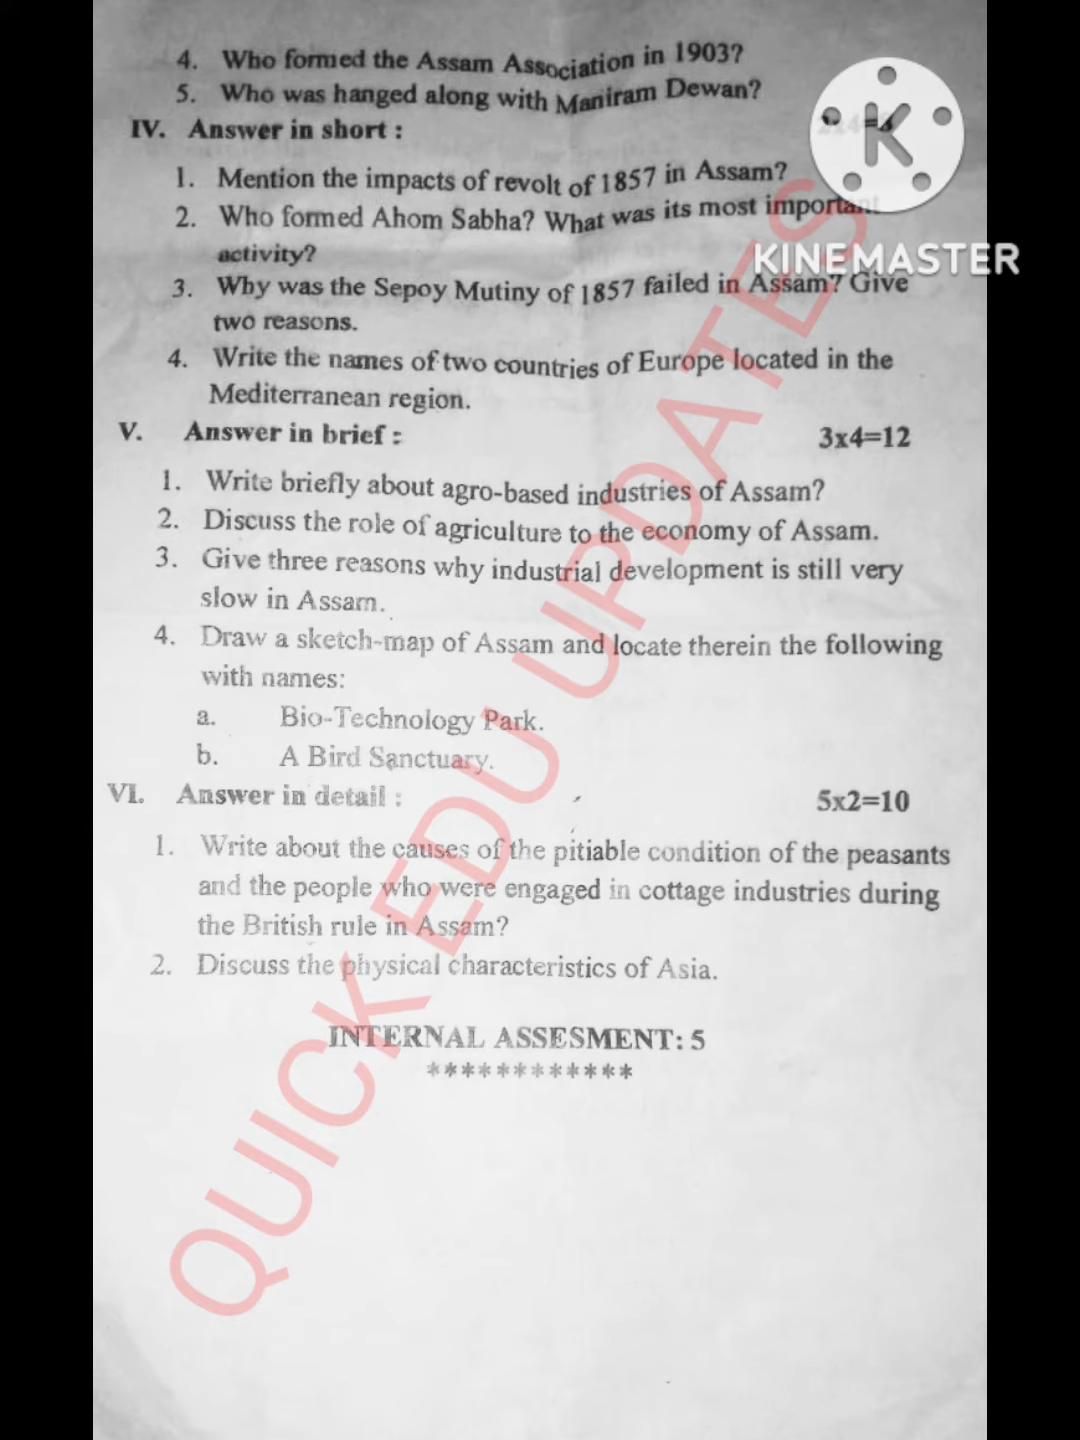 4. Who formed the Assam Association in 1903?
5. Who was hanged along with Maniram Dewan?
IV. Answer in short : 2x4=8
1. Mention the impacts of revolt of 1857 in Assam?
2. Who formed Ahom Sabha? What was its most important
activity?
KINEMASTER
3. Why was the Sepoy Mutiny of 1857 failed in Assam? Give
two reasons.
4. Write the names of two countries of Europe located in the
Mediterranean region.
V. Answer in brief : 3x4=12
1. Write briefly about agro-based industries of Assam?
2. Discuss the role of agriculture to the economy of Assam.
3. Give three reasons why industrial development is still very
slow in Assam.
4. Draw a sketch-map of Assam and locate therein the following
with names:
a. Bio-Technology Park.
b. A Bird Sanctuary.
VI. Answer in detail : 5x2=10
1. Write about the causes of the pitiable condition of the peasants
and the people who were engaged in cottage industries during
the British rule in Assam?
2. Discuss the physical characteristics of Asia.
INTERNAL ASSESMENT: 5
************
QUICK EDU UPDATES
K